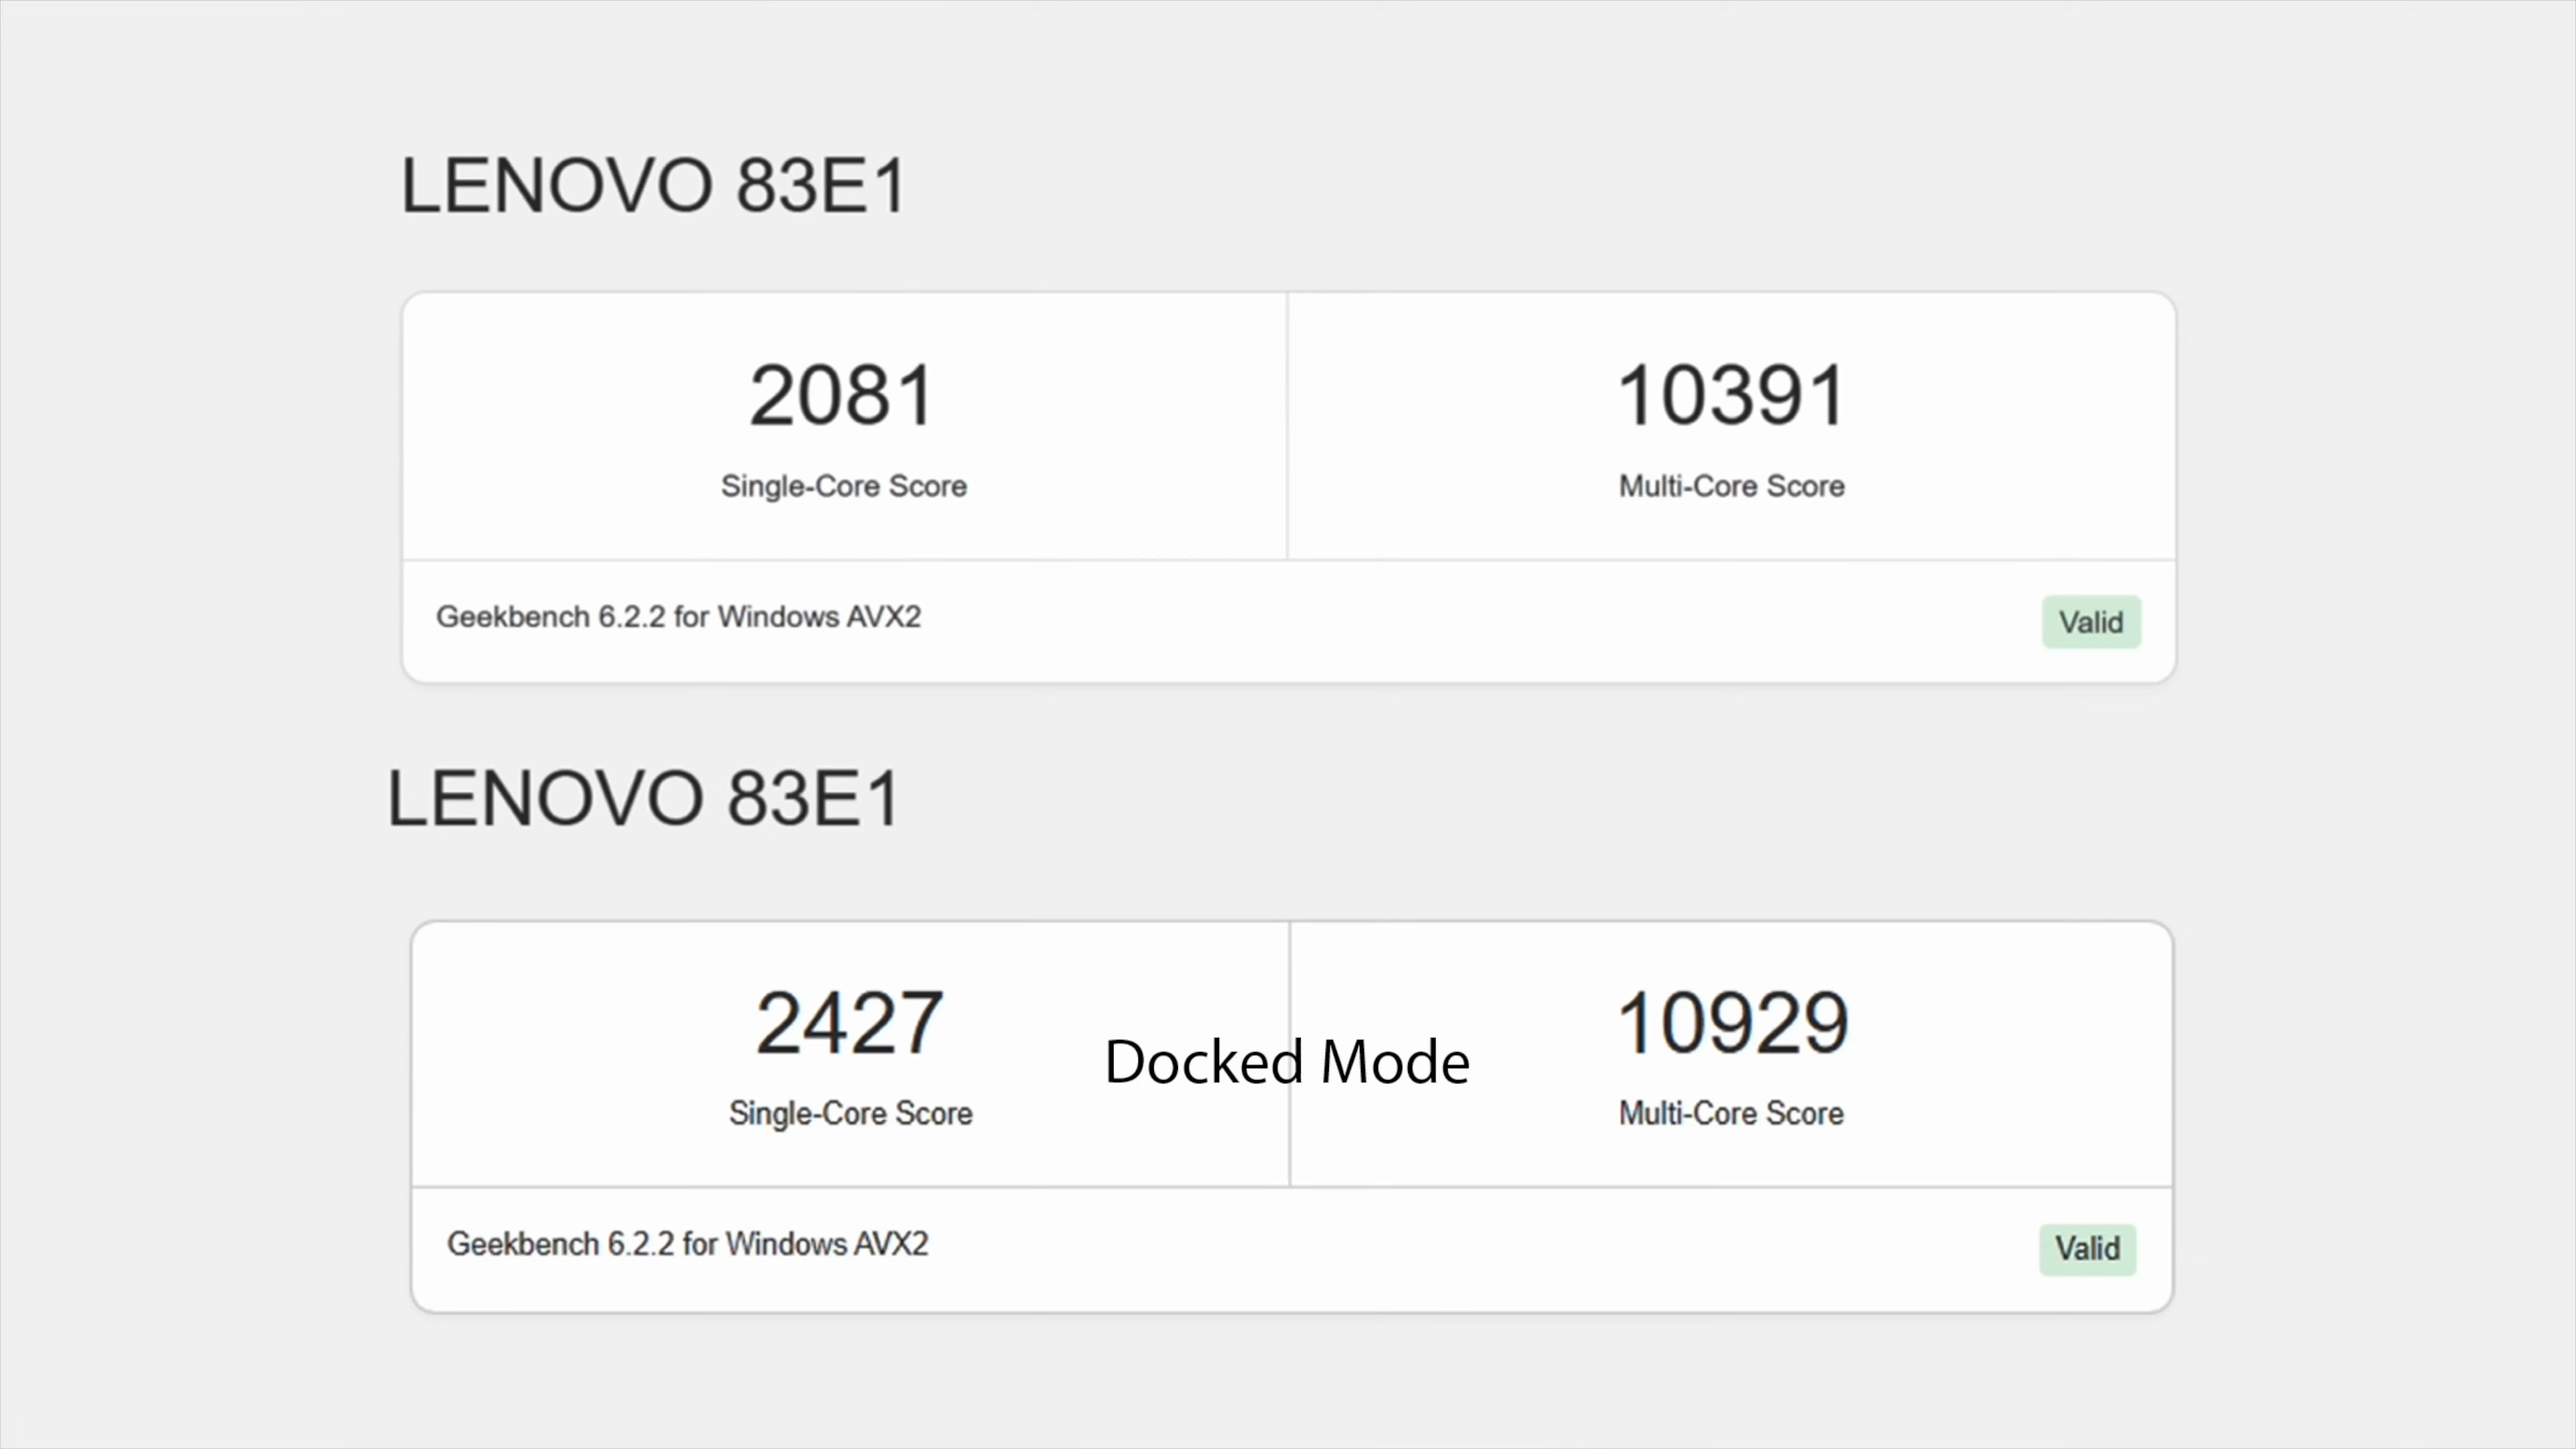 LENOVO 83E1
2081
10391
Single-Core Score
Multi-Core Score
Geekbench 6.2.2 for Windows AVX2
Valid
LENOVO 83E1
2427
10929
Docked Mode
Single-Core Score
Multi-Core Score
Geekbench 6.2.2 for Windows AVX2
Valid